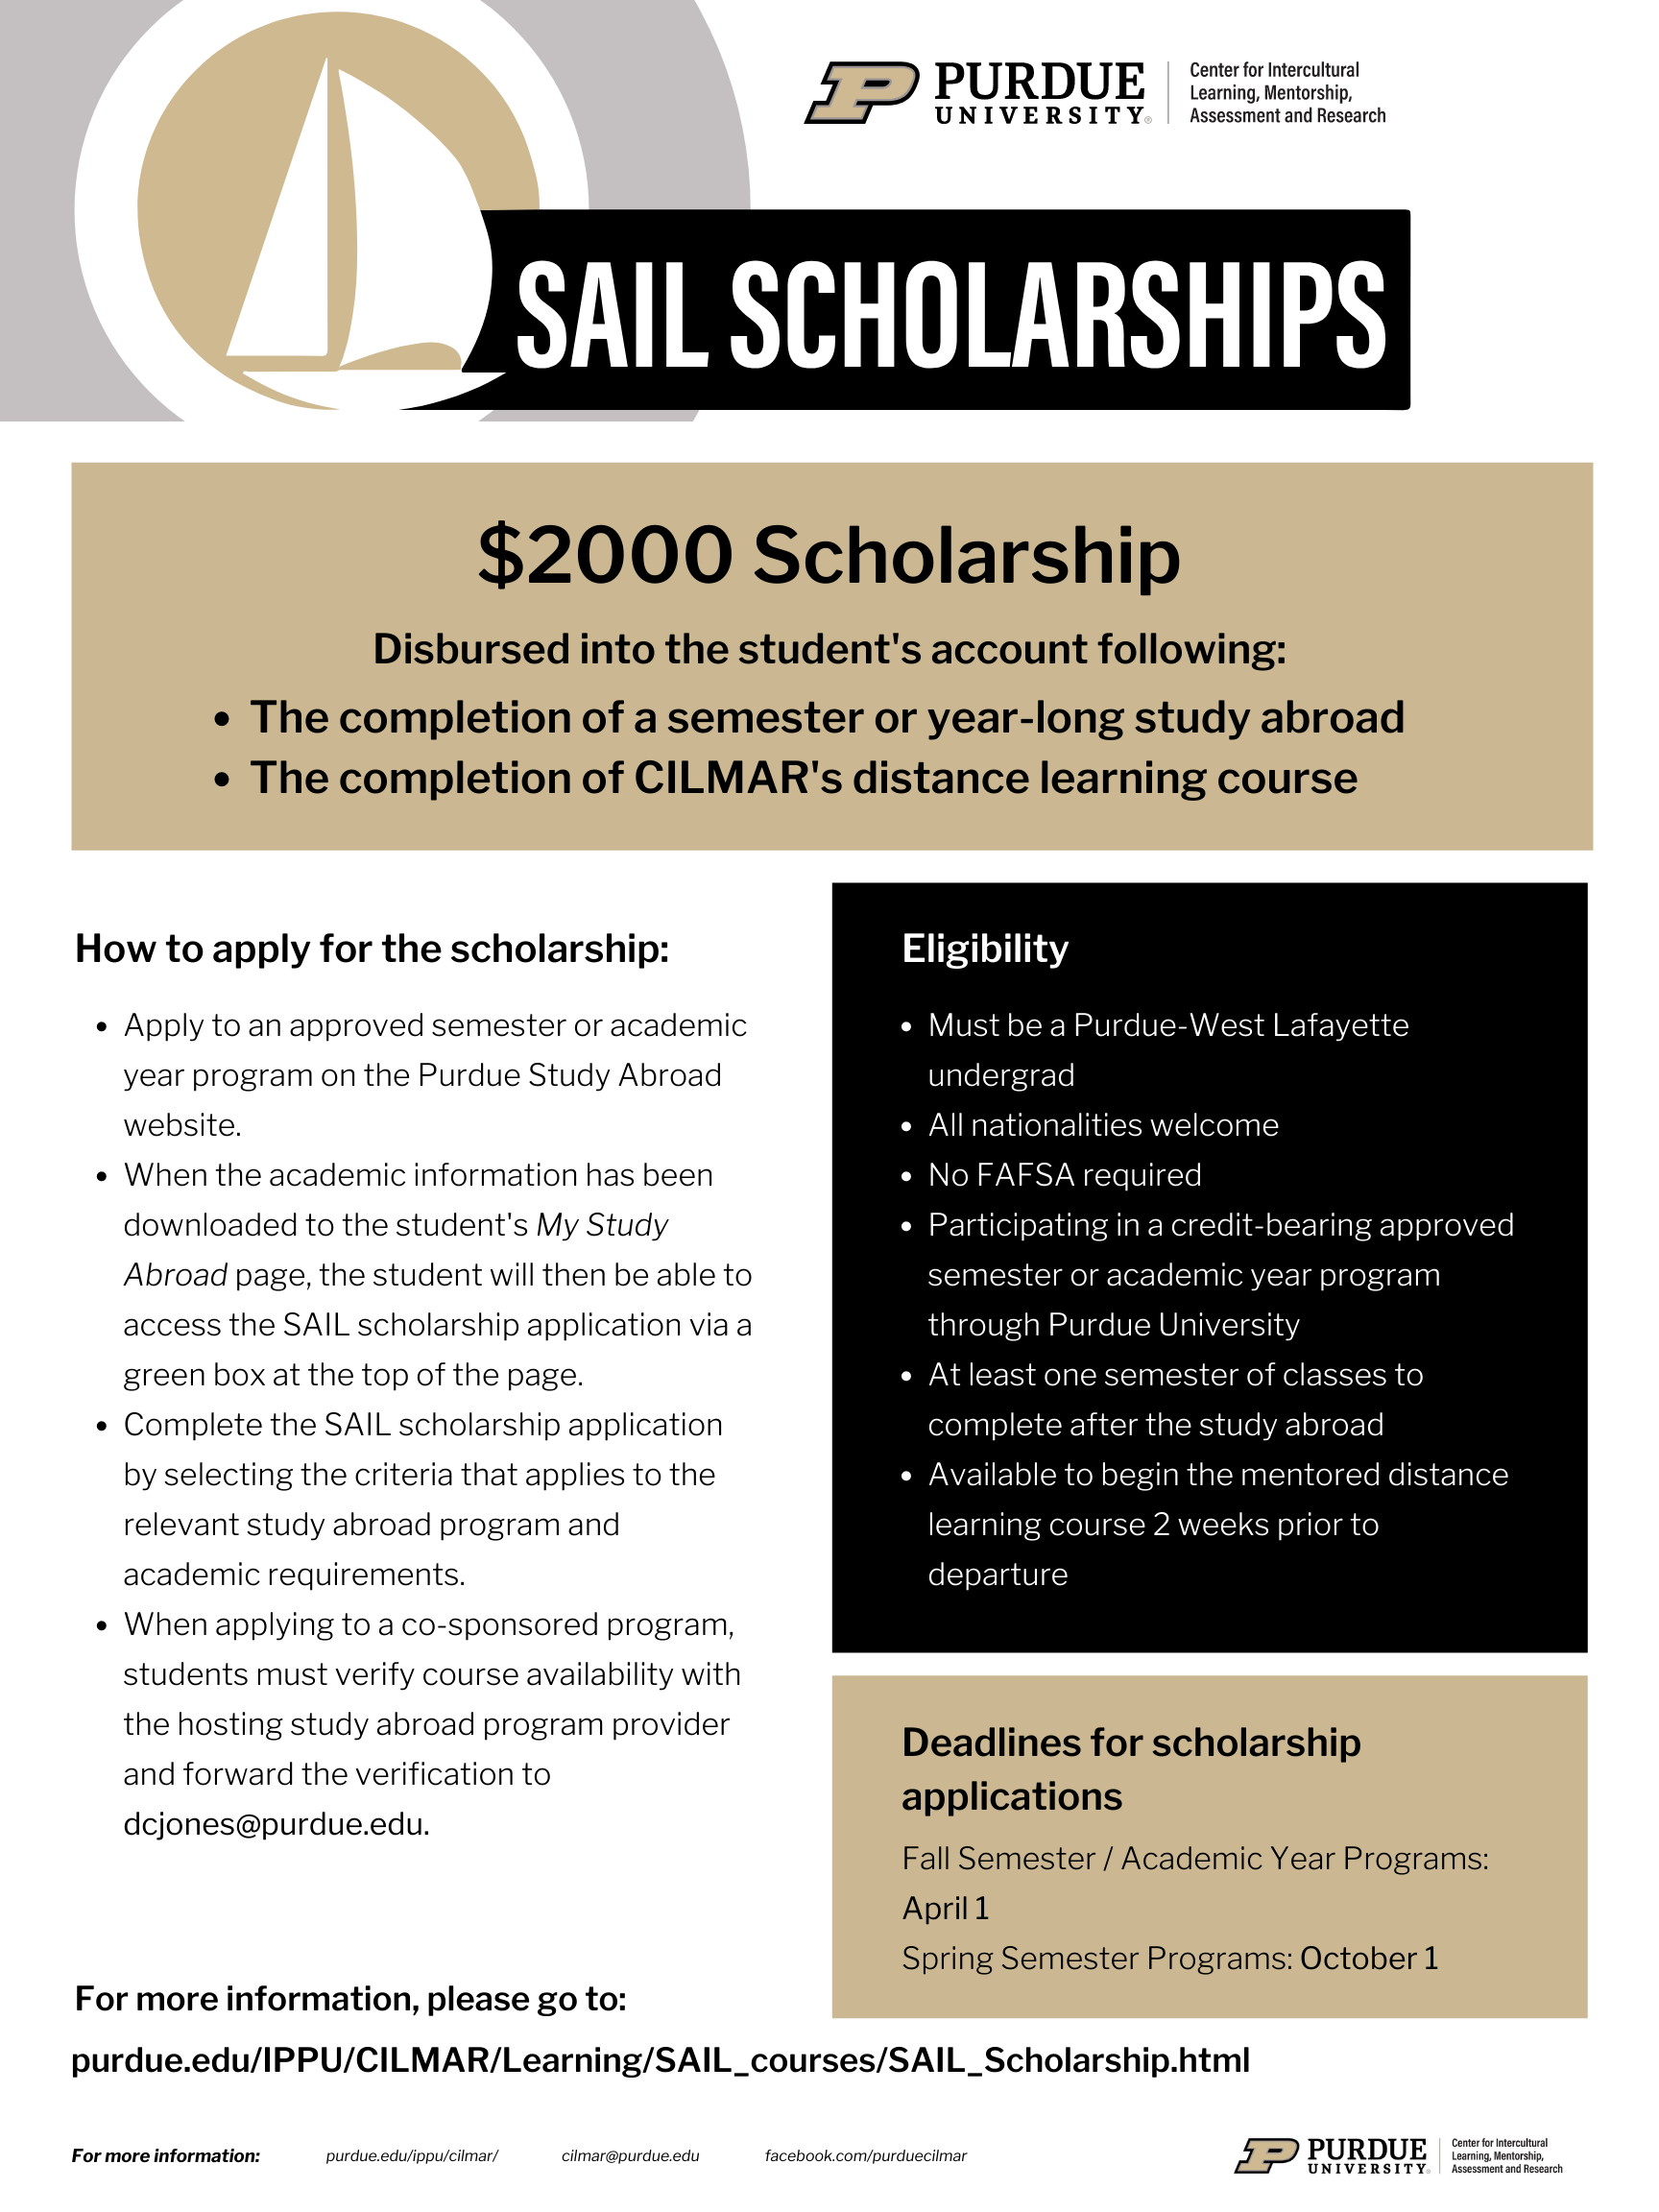 PURDUE
UNIVERSITY®
Center for Intercultural
Learning, Mentorship,
Assessment and Research
SAIL SCHOLARSHIPS
$2000 Scholarship
Disbursed into the student's account following:
• The completion of a semester or year-long study abroad
• The completion of CILMAR's distance learning course
How to apply for the scholarship:
• Apply to an approved semester or academic
year program on the Purdue Study Abroad
website.
• When the academic information has been
downloaded to the student's My Study
Abroad page, the student will then be able to
access the SAIL scholarship application via a
green box at the top of the page.
• Complete the SAIL scholarship application
by selecting the criteria that applies to the
relevant study abroad program and
academic requirements.
• When applying to a co-sponsored program,
students must verify course availability with
the hosting study abroad program provider
and forward the verification to
dcjones@purdue.edu.
Eligibility
• Must be a Purdue-West Lafayette
undergrad
• All nationalities welcome
• No FAFSA required
• Participating in a credit-bearing approved
semester or academic year program
through Purdue University
• At least one semester of classes to
complete after the study abroad
• Available to begin the mentored distance
learning course 2 weeks prior to
departure
Deadlines for scholarship
applications
Fall Semester / Academic Year Programs:
April 1
Spring Semester Programs: October 1
For more information, please go to:
purdue.edu/IPPU/CILMAR/Learning/SAIL_courses/SAIL_Scholarship.html
For more information: purdue.edu/ippu/cilmar/ cilmar@purdue.edu facebook.com/purduecilmar
PURDUE
UNIVERSITY®
Center for Intercultural
Learning, Mentorship,
Assessment and Research